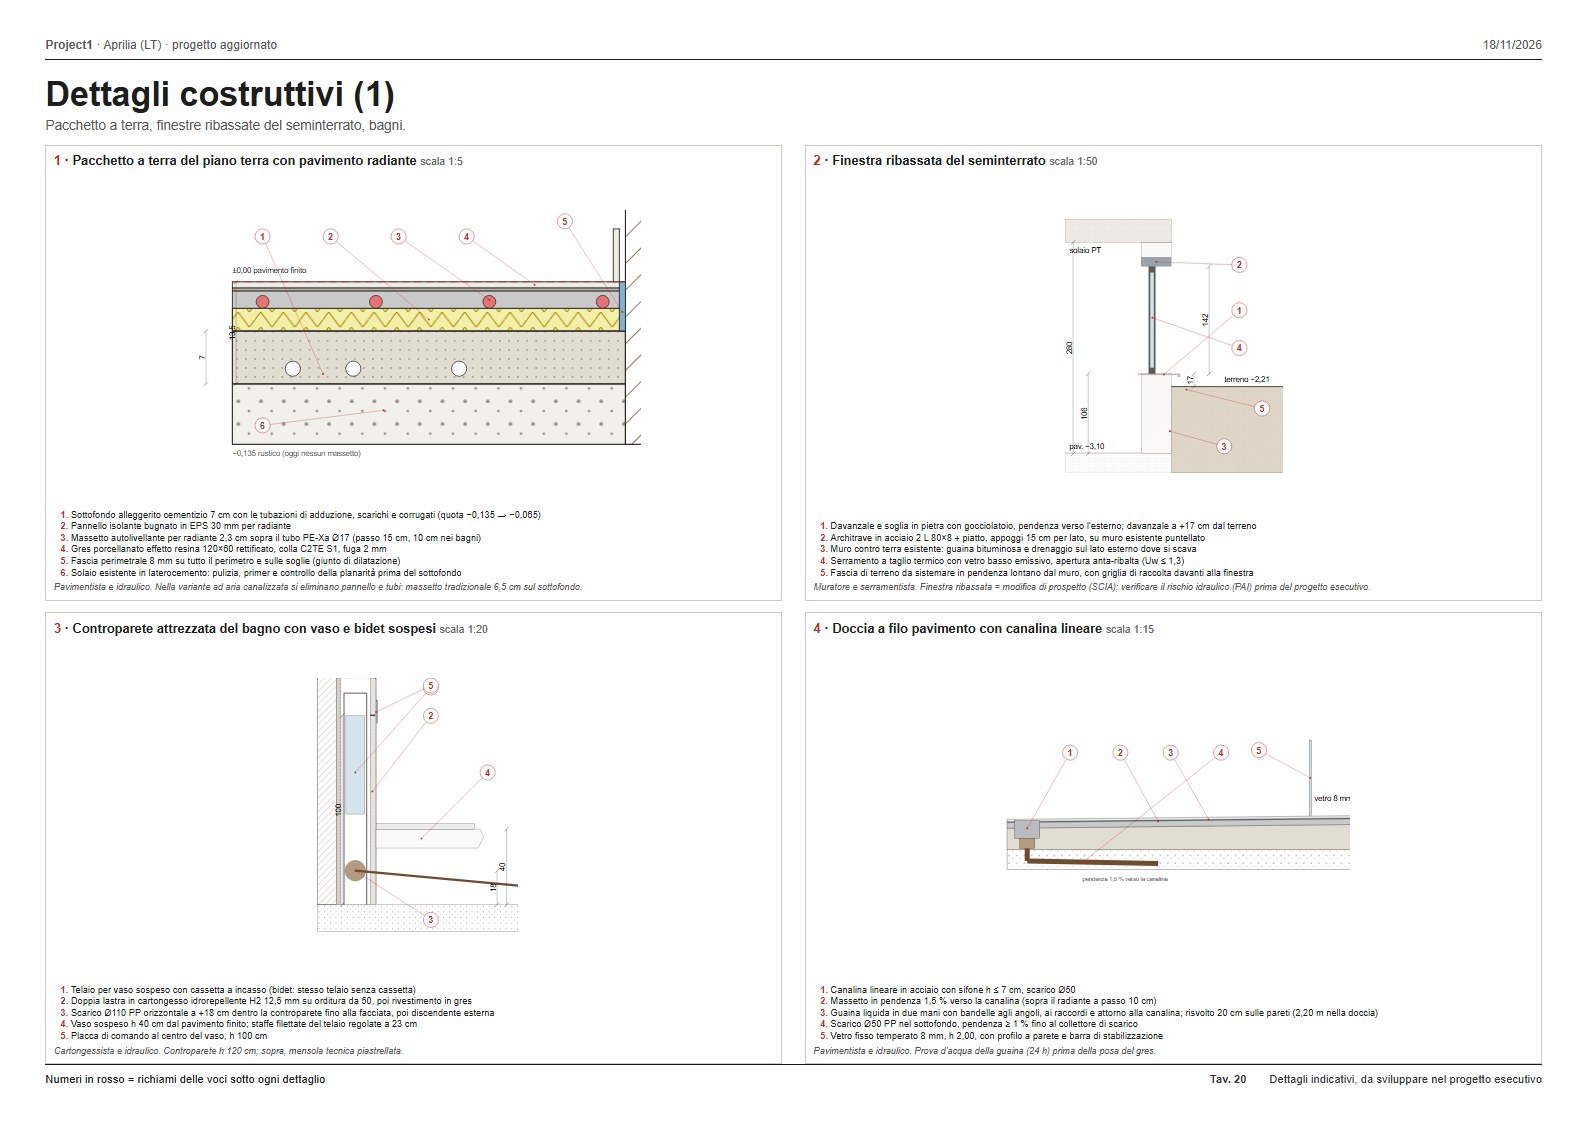 Project1 · Aprilia (LT) · progetto aggiornato
18/11/2026
Dettagli costruttivi (1)
Pacchetto a terra, finestre ribassate del seminterrato, bagni.
1 · Pacchetto a terra del piano terra con pavimento radiante scala 1:5
1
2
3
4
5
±0,00 pavimento finito
13,5
7
6
−0,135 rustico (oggi nessun massetto)
1. Sottofondo alleggerito cementizio 7 cm con le tubazioni di adduzione, scarichi e corrugati (quota −0,135 → −0,065)
2. Pannello isolante bugnato in EPS 30 mm per radiante
3. Massetto autolivellante per radiante 2,3 cm sopra il tubo PE-Xa Ø17 (passo 15 cm, 10 cm nei bagni)
4. Gres porcellanato effetto resina 120×60 rettificato, colla C2TE S1, fuga 2 mm
5. Fascia perimetrale 8 mm su tutto il perimetro e sulle soglie (giunto di dilatazione)
6. Solaio esistente in laterocemento: pulizia, primer e controllo della planarità prima del sottofondo
Pavimentista e idraulico. Nella variante ad aria canalizzata si eliminano pannello e tubi: massetto tradizionale 6,5 cm sul sottofondo.
2 · Finestra ribassata del seminterrato scala 1:50
solaio PT
2
1
142
280
4
17
terreno −2,21
5
106
pav. −3,10
3
1. Davanzale e soglia in pietra con gocciolatoio, pendenza verso l'esterno; davanzale a +17 cm dal terreno
2. Architrave in acciaio 2 L 80×8 + piatto, appoggi 15 cm per lato, su muro esistente puntellato
3. Muro contro terra esistente: guaina bituminosa e drenaggio sul lato esterno dove si scava
4. Serramento a taglio termico con vetro basso emissivo, apertura anta-ribalta (Uw ≤ 1,3)
5. Fascia di terreno da sistemare in pendenza lontano dal muro, con griglia di raccolta davanti alla finestra
Muratore e serramentista. Finestra ribassata = modifica di prospetto (SCIA); verificare il rischio idraulico (PAI) prima del progetto esecutivo.
3 · Controparete attrezzata del bagno con vaso e bidet sospesi scala 1:20
5
2
4
100
40
18
3
1. Telaio per vaso sospeso con cassetta a incasso (bidet: stesso telaio senza cassetta)
2. Doppia lastra in cartongesso idrorepellente H2 12,5 mm su orditura da 50, poi rivestimento in gres
3. Scarico Ø110 PP orizzontale a +18 cm dentro la controparete fino alla facciata, poi discendente esterna
4. Vaso sospeso h 40 cm dal pavimento finito; staffe filettate del telaio regolate a 23 cm
5. Placca di comando al centro del vaso, h 100 cm
Cartongessista e idraulico. Controparete h 120 cm; sopra, mensola tecnica piastrellata.
4 · Doccia a filo pavimento con canalina lineare scala 1:15
1
2
3
4
5
vetro 8 mm
pendenza 1,5 % verso la canalina
1. Canalina lineare in acciaio con sifone h ≤ 7 cm, scarico Ø50
2. Massetto in pendenza 1,5 % verso la canalina (sopra il radiante a passo 10 cm)
3. Guaina liquida in due mani con bandelle agli angoli, ai raccordi e attorno alla canalina; risvolto 20 cm sulle pareti (2,20 m nella doccia)
4. Scarico Ø50 PP nel sottofondo, pendenza ≥ 1 % fino al collettore di scarico
5. Vetro fisso temperato 8 mm, h 2,00, con profilo a parete e barra di stabilizzazione
Pavimentista e idraulico. Prova d'acqua della guaina (24 h) prima della posa del gres.
Numeri in rosso = richiami delle voci sotto ogni dettaglio
Tav. 20
Dettagli indicativi, da sviluppare nel progetto esecutivo